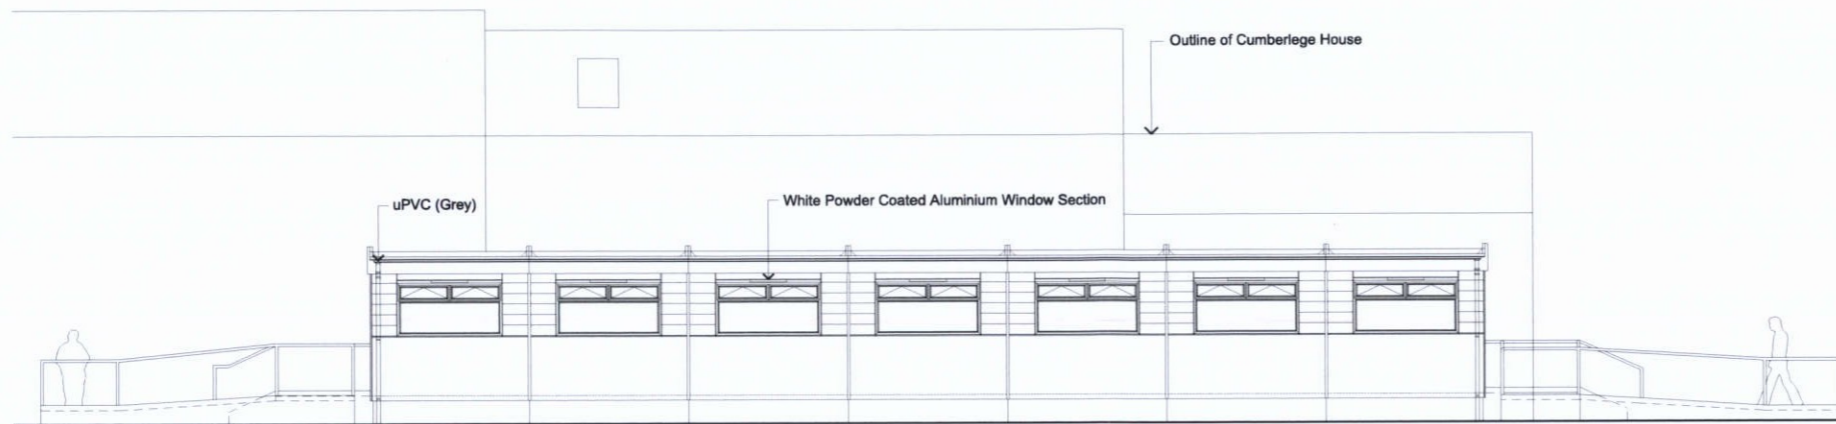 Outline of Cumberlege House
uPVC (Grey)
White Powder Coated Aluminium Window Section